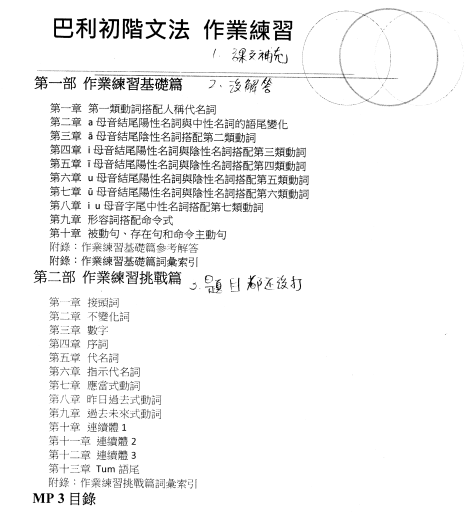 巴利初階文法 作業練習
1. 課文補充
第一部 作業練習基礎篇 2. 沒解答
第一章 第一類動詞搭配人稱代名詞
第二章 a 母音結尾陽性名詞與中性名詞的語尾變化
第三章 ā 母音結尾陰性名詞搭配第二類動詞
第四章 i 母音結尾陽性名詞與陰性名詞搭配第三類動詞
第五章 ī 母音結尾陽性名詞與陰性名詞搭配第四類動詞
第六章 u 母音結尾陽性名詞與陰性名詞搭配第五類動詞
第七章 ū 母音結尾陽性名詞與陰性名詞搭配第六類動詞
第八章 i u 母音字尾中性名詞搭配第七類動詞
第九章 形容詞搭配命令式
第十章 被動句、存在句和命令主動句
附錄：作業練習基礎篇參考解答
附錄：作業練習基礎篇詞彙索引
第二部 作業練習挑戰篇 3. 題目都还没打
第一章 接頭詞
第二章 不變化詞
第三章 數字
第四章 序詞
第五章 代名詞
第六章 指示代名詞
第七章 應當式動詞
第八章 昨日過去式動詞
第九章 過去未來式動詞
第十章 連續體 1
第十一章 連續體 2
第十二章 連續體 3
第十三章 Tum 語尾
附錄：作業練習挑戰篇詞彙索引
MP 3 目錄